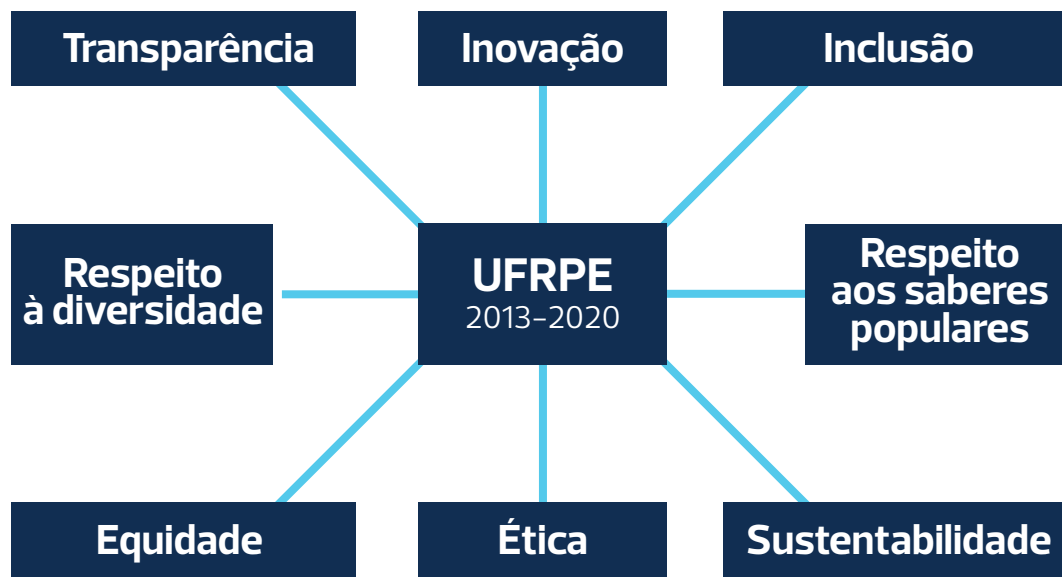 Transparência
Inovação
Inclusão
Respeito
à diversidade
UFRPE
2013-2020
Respeito
aos saberes
populares
Equidade
Ética
Sustentabilidade